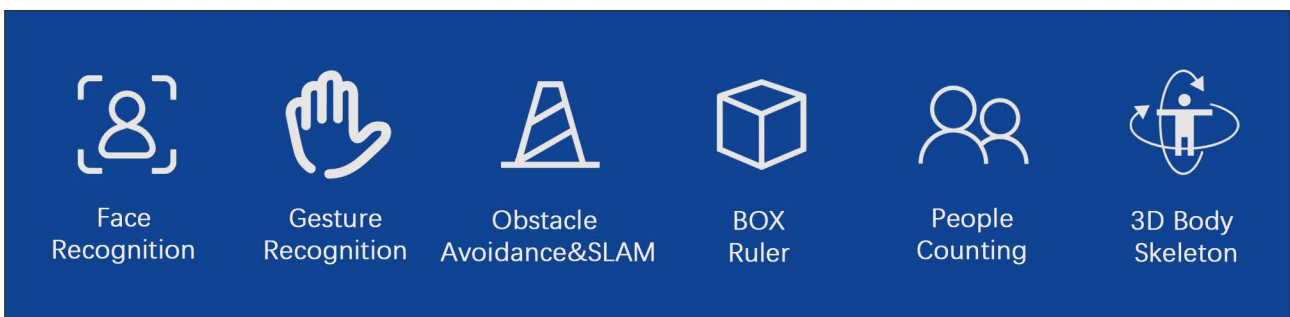 Face
Recognition
Gesture
Recognition
Obstacle
Avoidance&SLAM
BOX
Ruler
People
Counting
3D Body
Skeleton